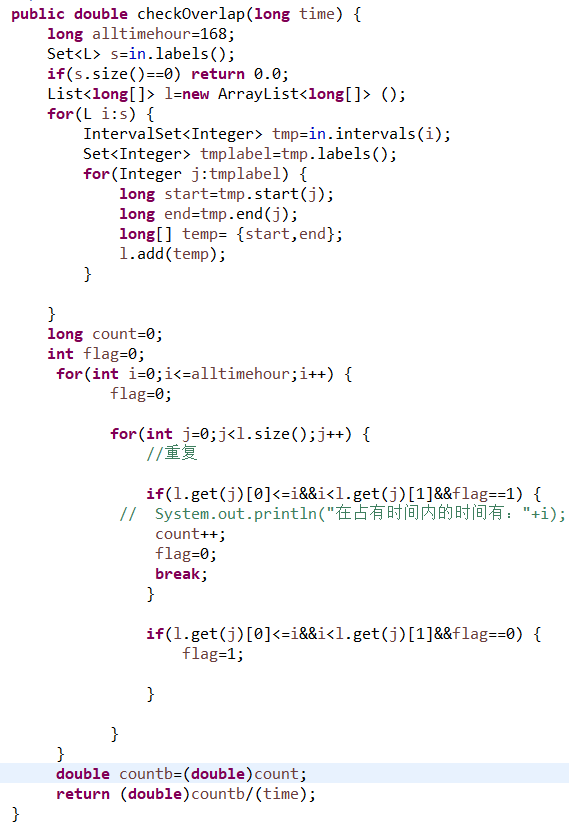 public double checkOverlap(long time) {
    long alltimehour=168;
    Set<L> s=in.labels();
    if(s.size()==0) return 0.0;
    List<long[]> l=new ArrayList<long[]> ();
    for(L i:s) {
        IntervalSet<Integer> tmp=in.intervals(i);
        Set<Integer> tmplabel=tmp.labels();
        for(Integer j:tmplabel) {
            long start=tmp.start(j);
            long end=tmp.end(j);
            long[] temp= {start,end};
            l.add(temp);
        }
    }
    long count=0;
    int flag=0;
     for(int i=0;i<=alltimehour;i++) {
           flag=0;
           for(int j=0;j<l.size();j++) {
               //重复
               if(l.get(j)[0]<=i&&i<l.get(j)[1]&&flag==1) {
            //  System.out.println("在占有时间内的时间有："+i);
                count++;
                flag=0;
                break;
               }
               if(l.get(j)[0]<=i&&i<l.get(j)[1]&&flag==0) {
                   flag=1;
               }
           }
     }
     double countb=(double)count;
     return (double)countb/(time);
}